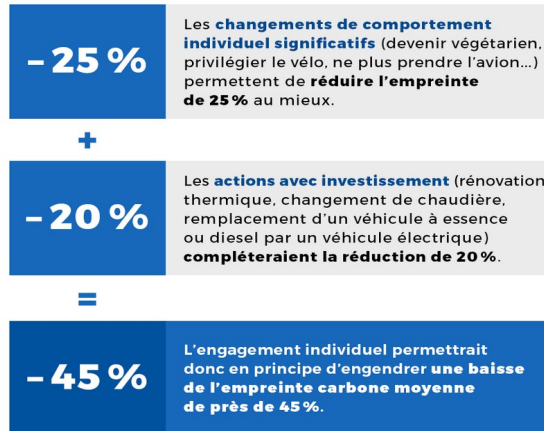 – 25 %
Les changements de comportement
individuel significatifs (devenir végétarien,
privilégier le vélo, ne plus prendre l’avion...)
permettent de réduire l’empreinte
de 25 % au mieux.
+
– 20 %
Les actions avec investissement (rénovation
thermique, changement de chaudière,
remplacement d’un véhicule à essence
ou diesel par un véhicule électrique)
compléteraient la réduction de 20 %.
=
– 45 %
L’engagement individuel permettrait
donc en principe d’engendrer une baisse
de l’empreinte carbone moyenne
de près de 45 %.